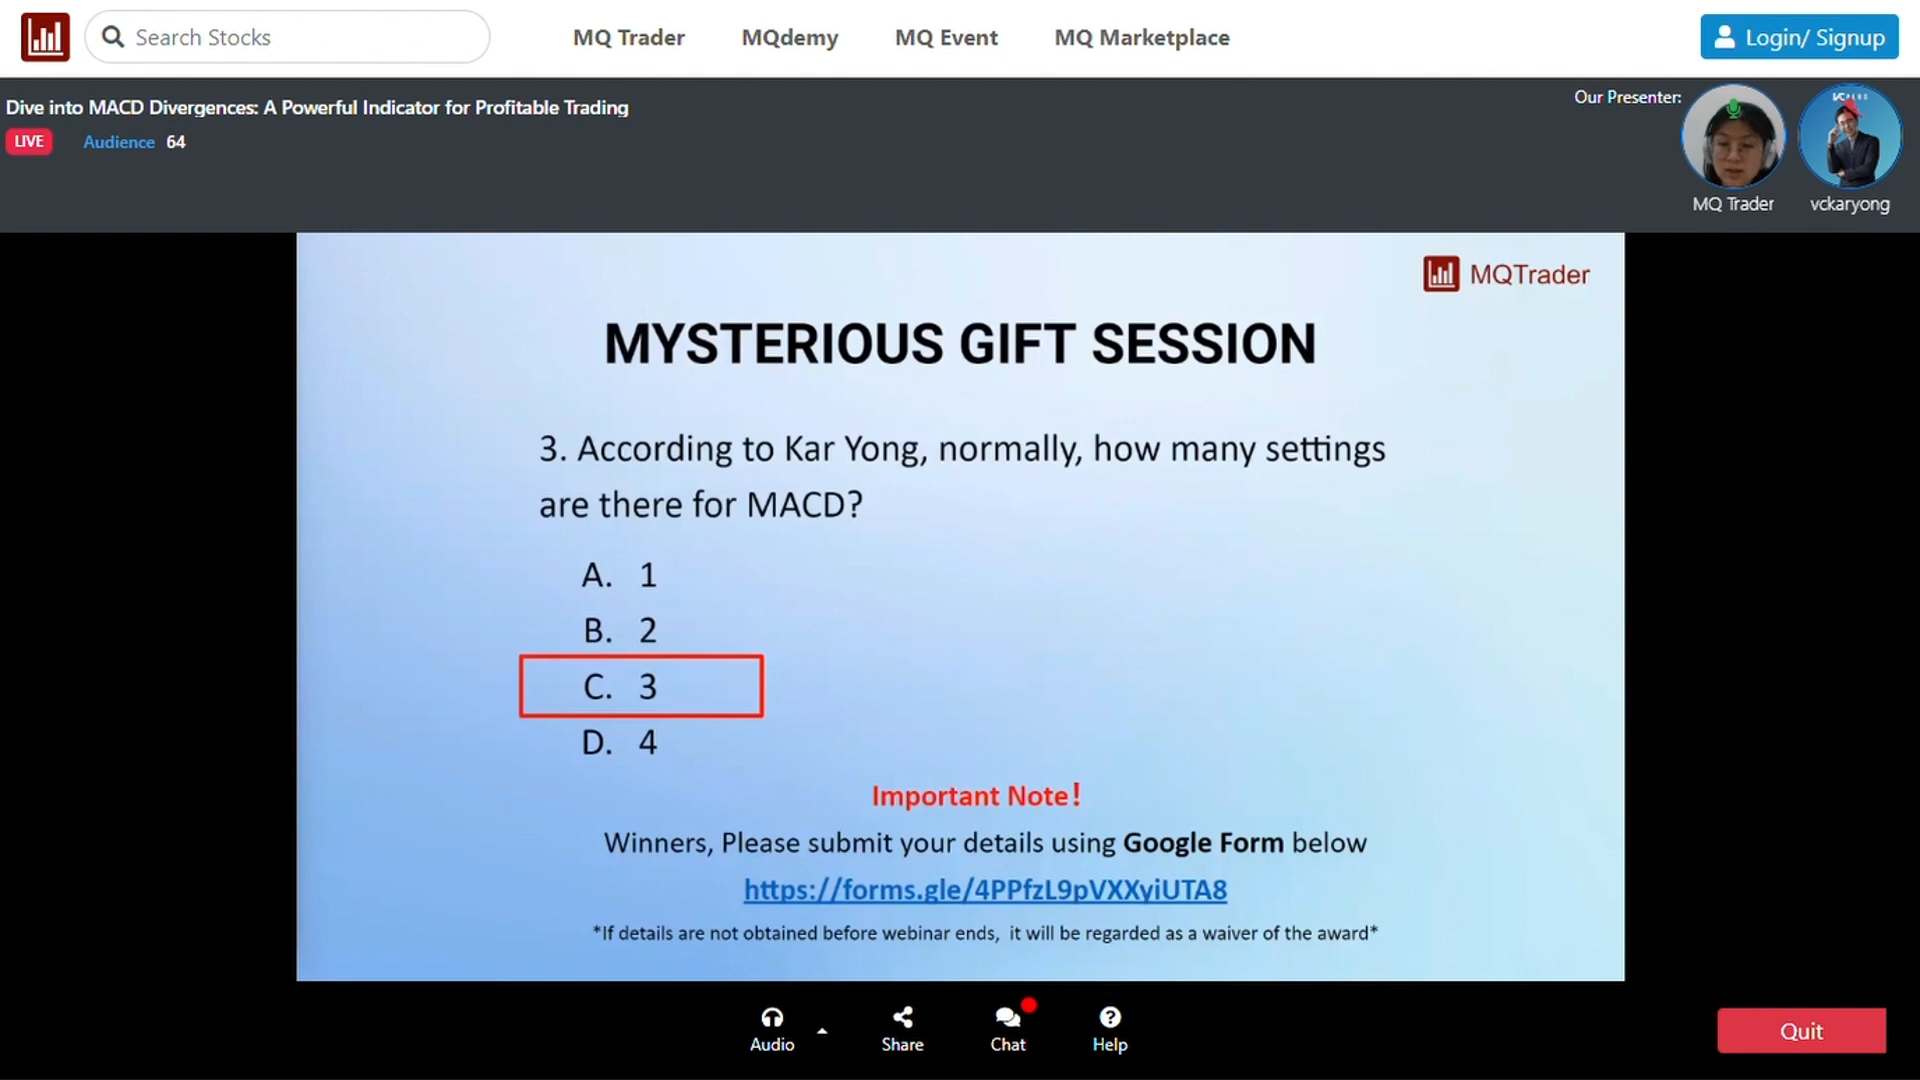 Search Stocks
MQ Trader
MQdemy
MQ Event
MQ Marketplace
Login/ Signup
Dive into MACD Divergences: A Powerful Indicator for Profitable Trading
LIVE
Audience 64
Our Presenter:
MQ Trader
vckaryong
MQTrader
MYSTERIOUS GIFT SESSION
3. According to Kar Yong, normally, how many settings
are there for MACD?
A. 1
B. 2
C. 3
D. 4
Important Note!
Winners, Please submit your details using Google Form below
https://forms.gle/4PPfzL9pVXXyiUTA8
*If details are not obtained before webinar ends, it will be regarded as a waiver of the award*
Audio
Share
Chat
Help
Quit